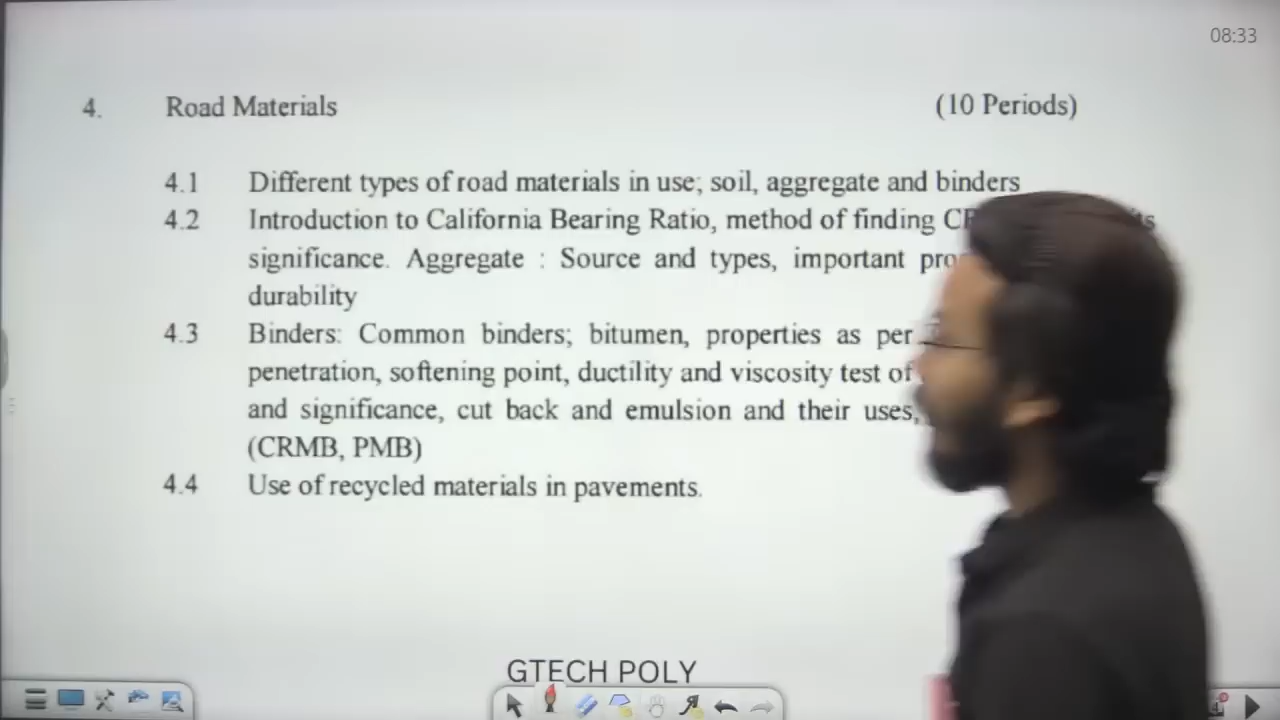 08:33
4. Road Materials (10 Periods)
4.1 Different types of road materials in use; soil, aggregate and binders
4.2 Introduction to California Bearing Ratio, method of finding
significance. Aggregate : Source and types, important
durability
4.3 Binders: Common binders; bitumen, properties as per
penetration, softening point, ductility and viscosity test of
and significance, cut back and emulsion and their uses,
(CRMB, PMB)
4.4 Use of recycled materials in pavements.
GTECH POLY